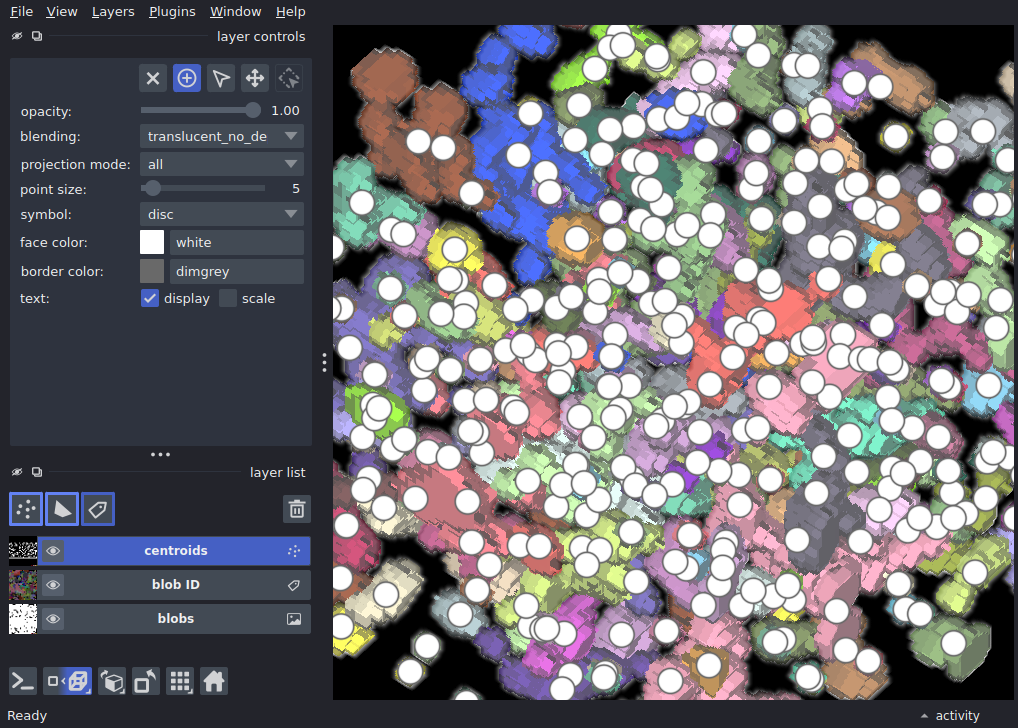 File View Layers Plugins Window Help
layer controls
opacity: 1.00
blending: translucent_no_de
projection mode: all
point size: 5
symbol: disc
face color: white
border color: dimgrey
text: display scale
layer list
centroids
blob ID
blobs
Ready activity